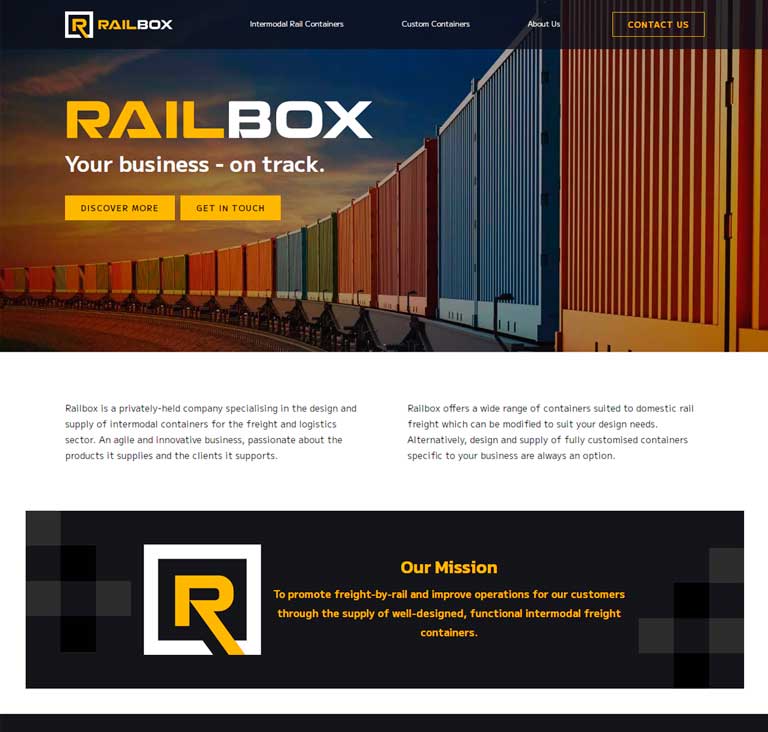 RAILBOX
Intermodal Rail Containers
Custom Containers
About Us
CONTACT US
RAILBOX
Your business - on track.
DISCOVER MORE
GET IN TOUCH
Railbox is a privately-held company specialising in the design and
supply of intermodal containers for the freight and logistics
sector. An agile and innovative business, passionate about the
products it supplies and the clients it supports.
Railbox offers a wide range of containers suited to domestic rail
freight which can be modified to suit your design needs.
Alternatively, design and supply of fully customised containers
specific to your business are always an option.
R
Our Mission
To promote freight-by-rail and improve operations for our customers
through the supply of well-designed, functional intermodal freight
containers.